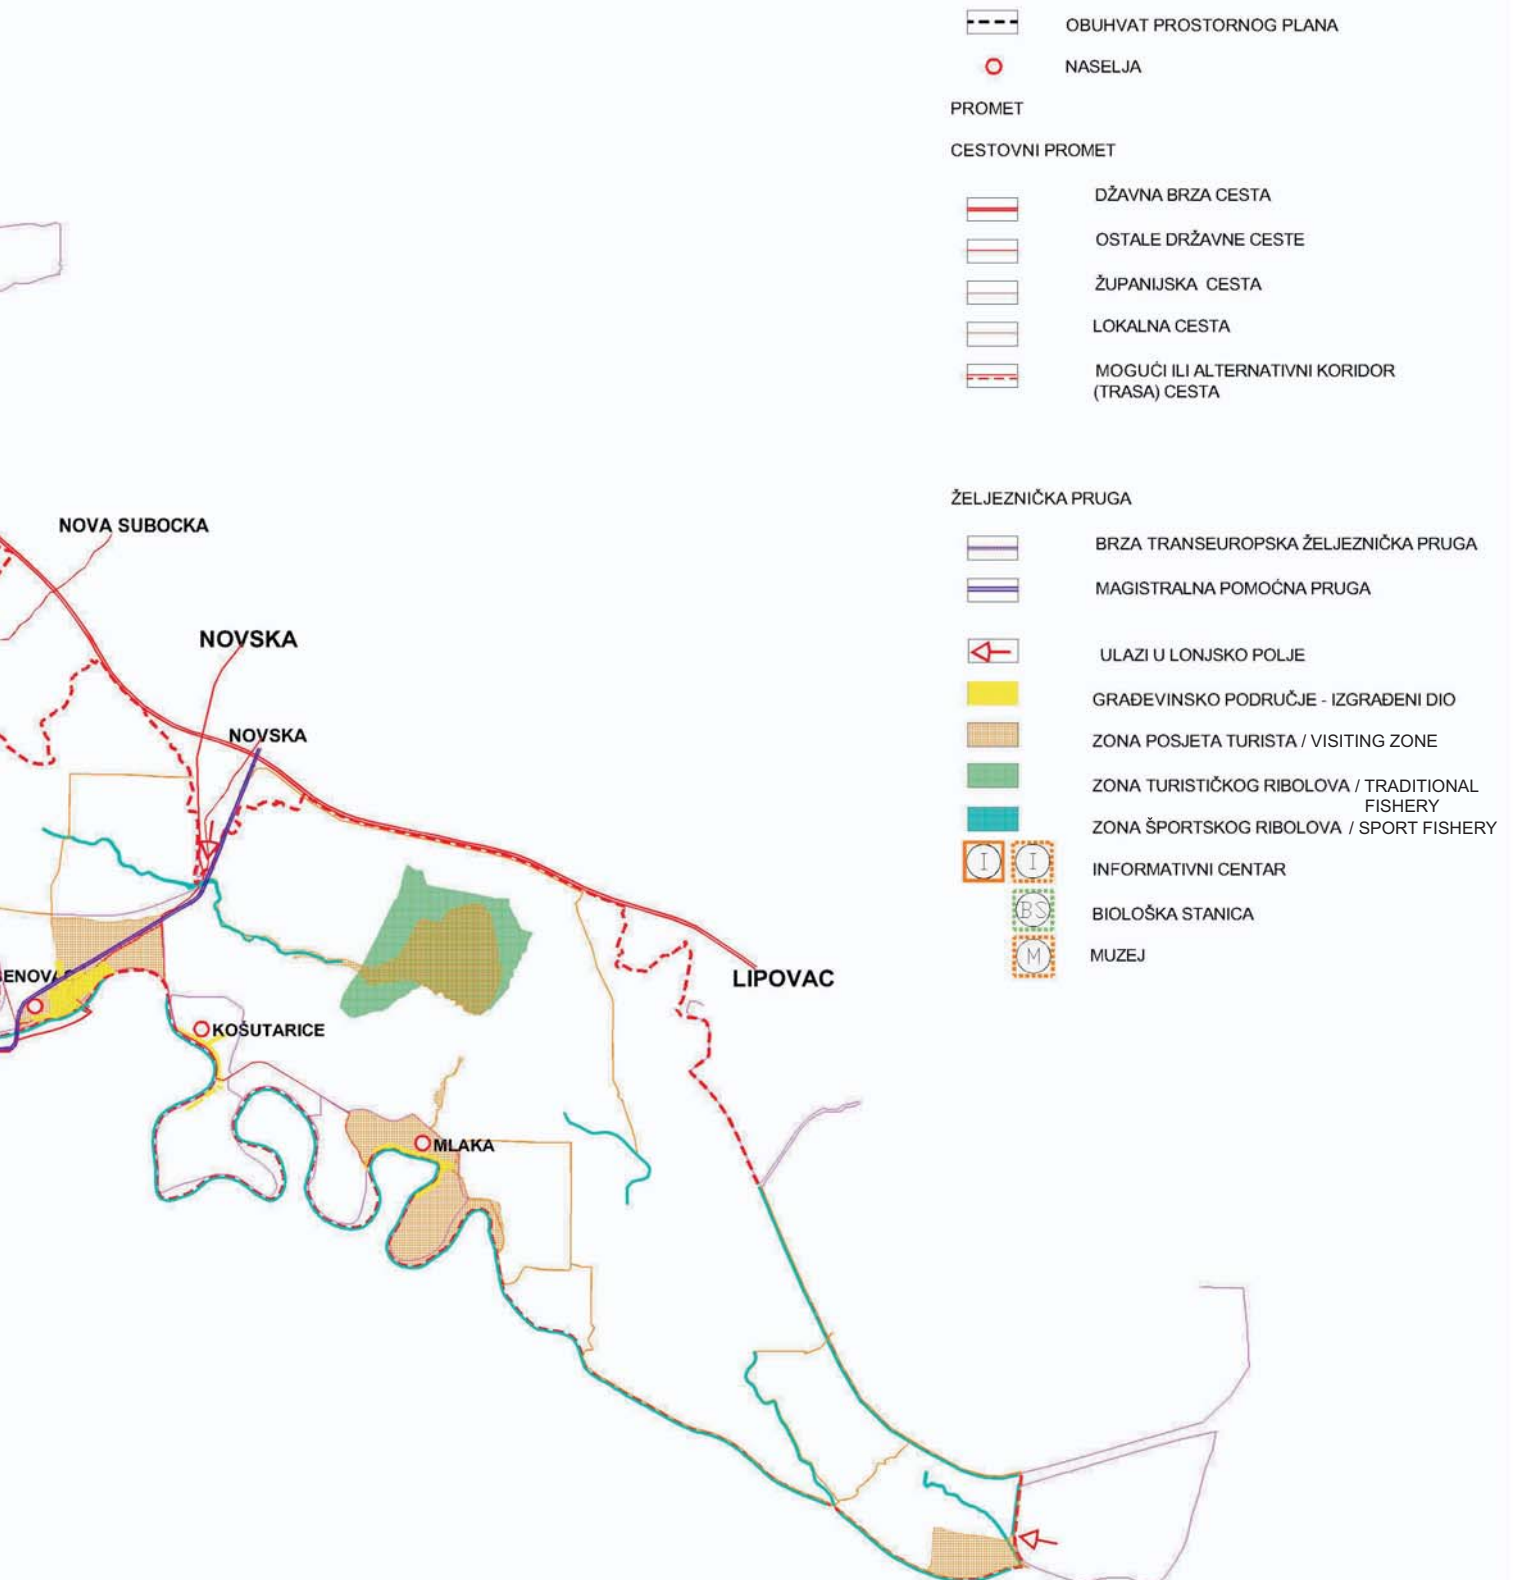 OBUHVAT PROSTORNOG PLANA
NASELJA
PROMET
CESTOVNI PROMET
DŽAVNA BRZA CESTA
OSTALE DRŽAVNE CESTE
ŽUPANIJSKA CESTA
LOKALNA CESTA
MOGUĆI ILI ALTERNATIVNI KORIDOR
(TRASA) CESTA
ŽELJEZNIČKA PRUGA
BRZA TRANSEUROPSKA ŽELJEZNIČKA PRUGA
MAGISTRALNA POMOĆNA PRUGA
ULAZI U LONJSKO POLJE
GRAĐEVINSKO PODRUČJE - IZGRAĐENI DIO
ZONA POSJETA TURISTA / VISITING ZONE
ZONA TURISTIČKOG RIBOLOVA / TRADITIONAL
FISHERY
ZONA ŠPORTSKOG RIBOLOVA / SPORT FISHERY
I I INFORMATIVNI CENTAR
BS BIOLOŠKA STANICA
M MUZEJ
NOVA SUBOCKA
NOVSKA
NOVSKA
LIPOVAC
KOŠUTARICE
MLAKA